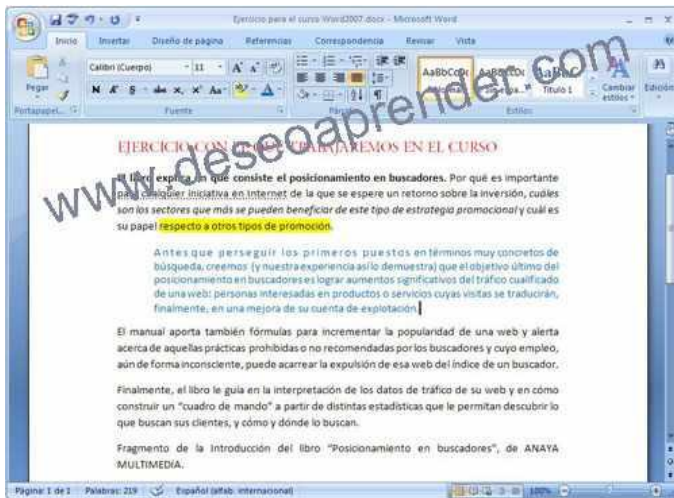 Ejercicio para el curso Word2007.docx - Microsoft Word
Inicio Insertar Diseño de página Referencias Correspondencia Revisar Vista
Calibri (Cuerpo) 11
Pegar
N K S abc x, x² Aa
AaBbCcDc AaBbCcDc AaBbC
Título 1
Cambiar estilos
Edición
Portapapel... Fuente Párrafo Estilos
www.deseoaprender.com
EJERCICIO CON EL QUE TRABAJAREMOS EN EL CURSO
El libro explica en qué consiste el posicionamiento en buscadores. Por qué es importante
para cualquier iniciativa en Internet de la que se espere un retorno sobre la inversión, cuáles
son los sectores que más se pueden beneficiar de este tipo de estrategia promocional y cuál es
su papel respecto a otros tipos de promoción.
Antes que perseguir los primeros puestos en términos muy concretos de
búsqueda, creemos (y nuestra experiencia así lo demuestra) que el objetivo último del
posicionamiento en buscadores es lograr aumentos significativos del tráfico cualificado
de una web: personas interesadas en productos o servicios cuyas visitas se traducirán,
finalmente, en una mejora de su cuenta de explotación.
El manual aporta también fórmulas para incrementar la popularidad de una web y alerta
acerca de aquellas prácticas prohibidas o no recomendadas por los buscadores y cuyo empleo,
aún de forma inconsciente, puede acarrear la expulsión de esa web del índice de un buscador.
Finalmente, el libro le guía en la interpretación de los datos de tráfico de su web y en cómo
construir un "cuadro de mando" a partir de distintas estadísticas que le permitan descubrir lo
que buscan sus clientes, y cómo y dónde lo buscan.
Fragmento de la Introducción del libro "Posicionamiento en buscadores", de ANAYA
MULTIMEDIA.
Página: 1 de 1 Palabras: 219 Español (alfab. internacional) 100%